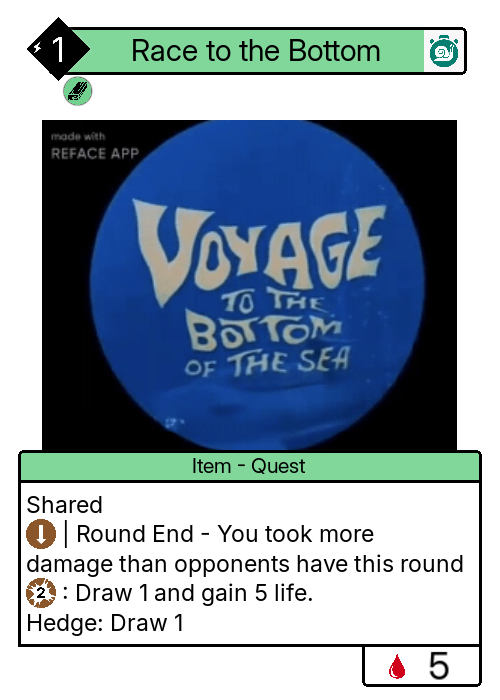 1
Race to the Bottom
made with
REFACE APP
VOYAGE
TO THE
BOTTOM
OF THE SEA
Item - Quest
Shared
| Round End - You took more
damage than opponents have this round
2 : Draw 1 and gain 5 life.
Hedge: Draw 1
5